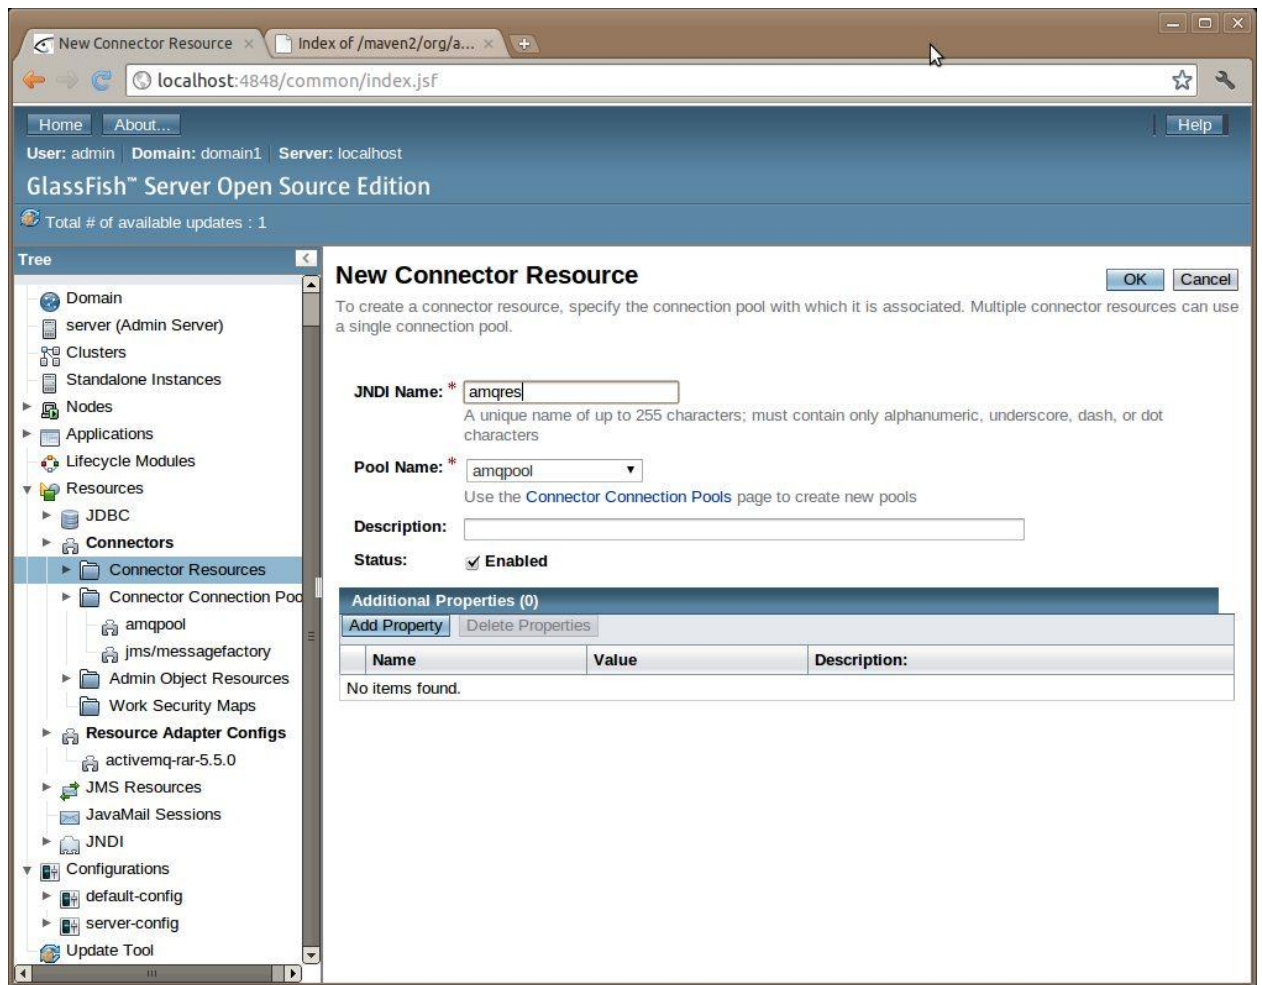 New Connector Resource
Index of /maven2/org/a...
localhost:4848/common/index.jsf
Home
About...
Help
User: admin Domain: domain1 Server: localhost
GlassFish™ Server Open Source Edition
Total # of available updates : 1
Tree
Domain
server (Admin Server)
Clusters
Standalone Instances
Nodes
Applications
Lifecycle Modules
Resources
JDBC
Connectors
Connector Resources
Connector Connection Poo
amqpool
jms/messagefactory
Admin Object Resources
Work Security Maps
Resource Adapter Configs
activemq-rar-5.5.0
JMS Resources
JavaMail Sessions
JNDI
Configurations
default-config
server-config
Update Tool
New Connector Resource
OK
Cancel
To create a connector resource, specify the connection pool with which it is associated. Multiple connector resources can use
a single connection pool.
JNDI Name: * amqres
A unique name of up to 255 characters; must contain only alphanumeric, underscore, dash, or dot
characters
Pool Name: * amqpool
Use the Connector Connection Pools page to create new pools
Description:
Status: Enabled
Additional Properties (0)
Add Property
Delete Properties
Name Value Description:
No items found.